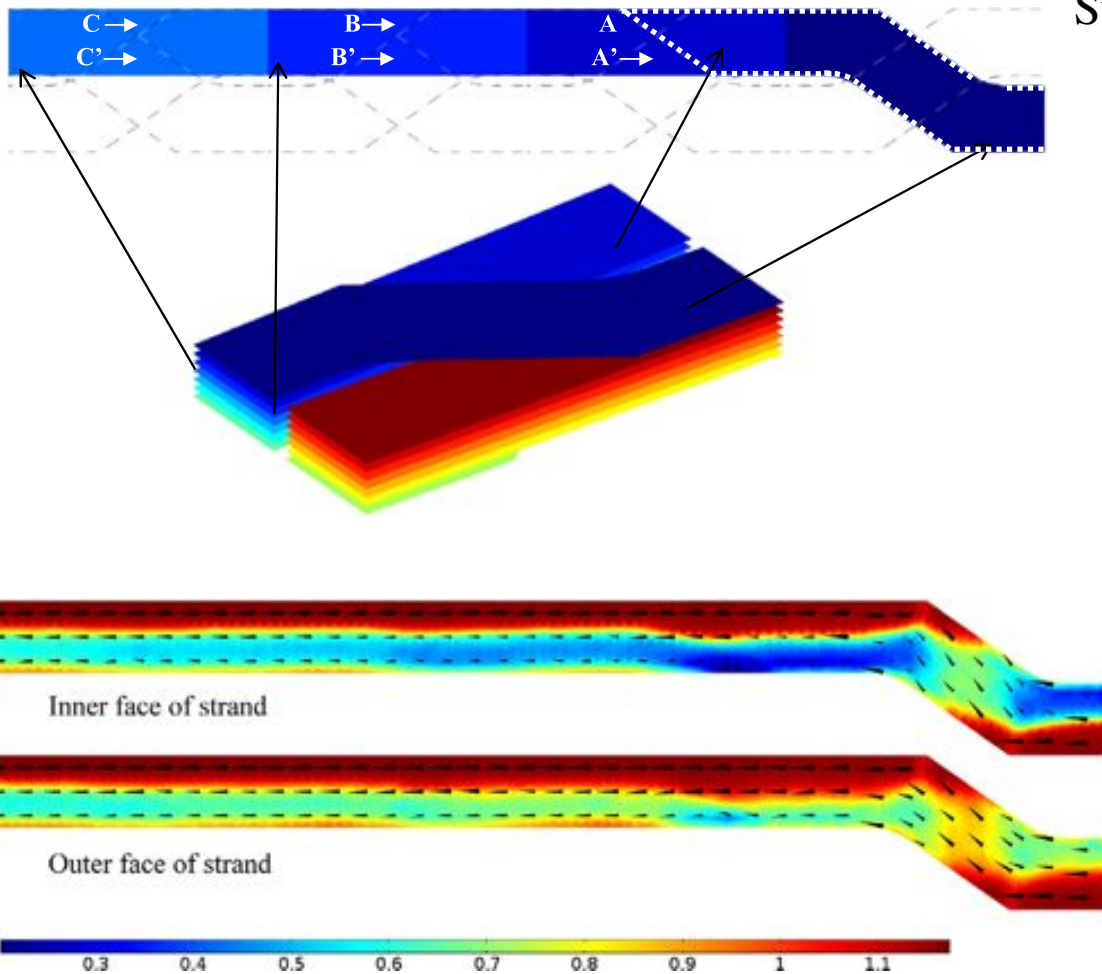 C B A S
C’ B’ A’
Inner face of strand
Outer face of strand
0.3 0.4 0.5 0.6 0.7 0.8 0.9 1 1.1